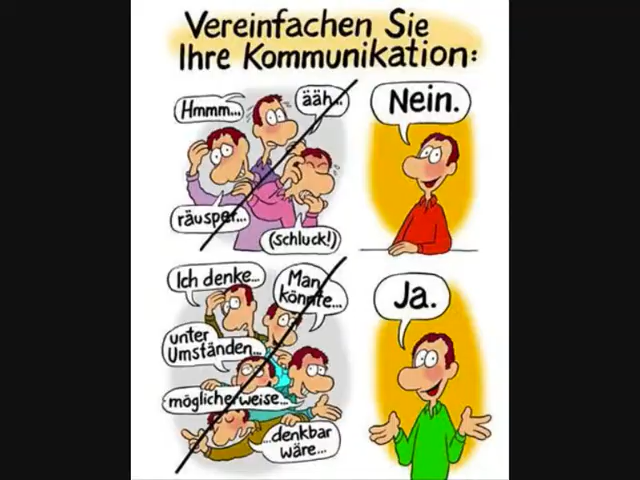 Vereinfachen Sie
Ihre Kommunikation:
Hmmm...
ääh...
Nein.
räusper...
(schluck!)
Ich denke...
Man
könnte...
Ja.
unter
Umständen...
möglicherweise...
...denkbar
wäre...